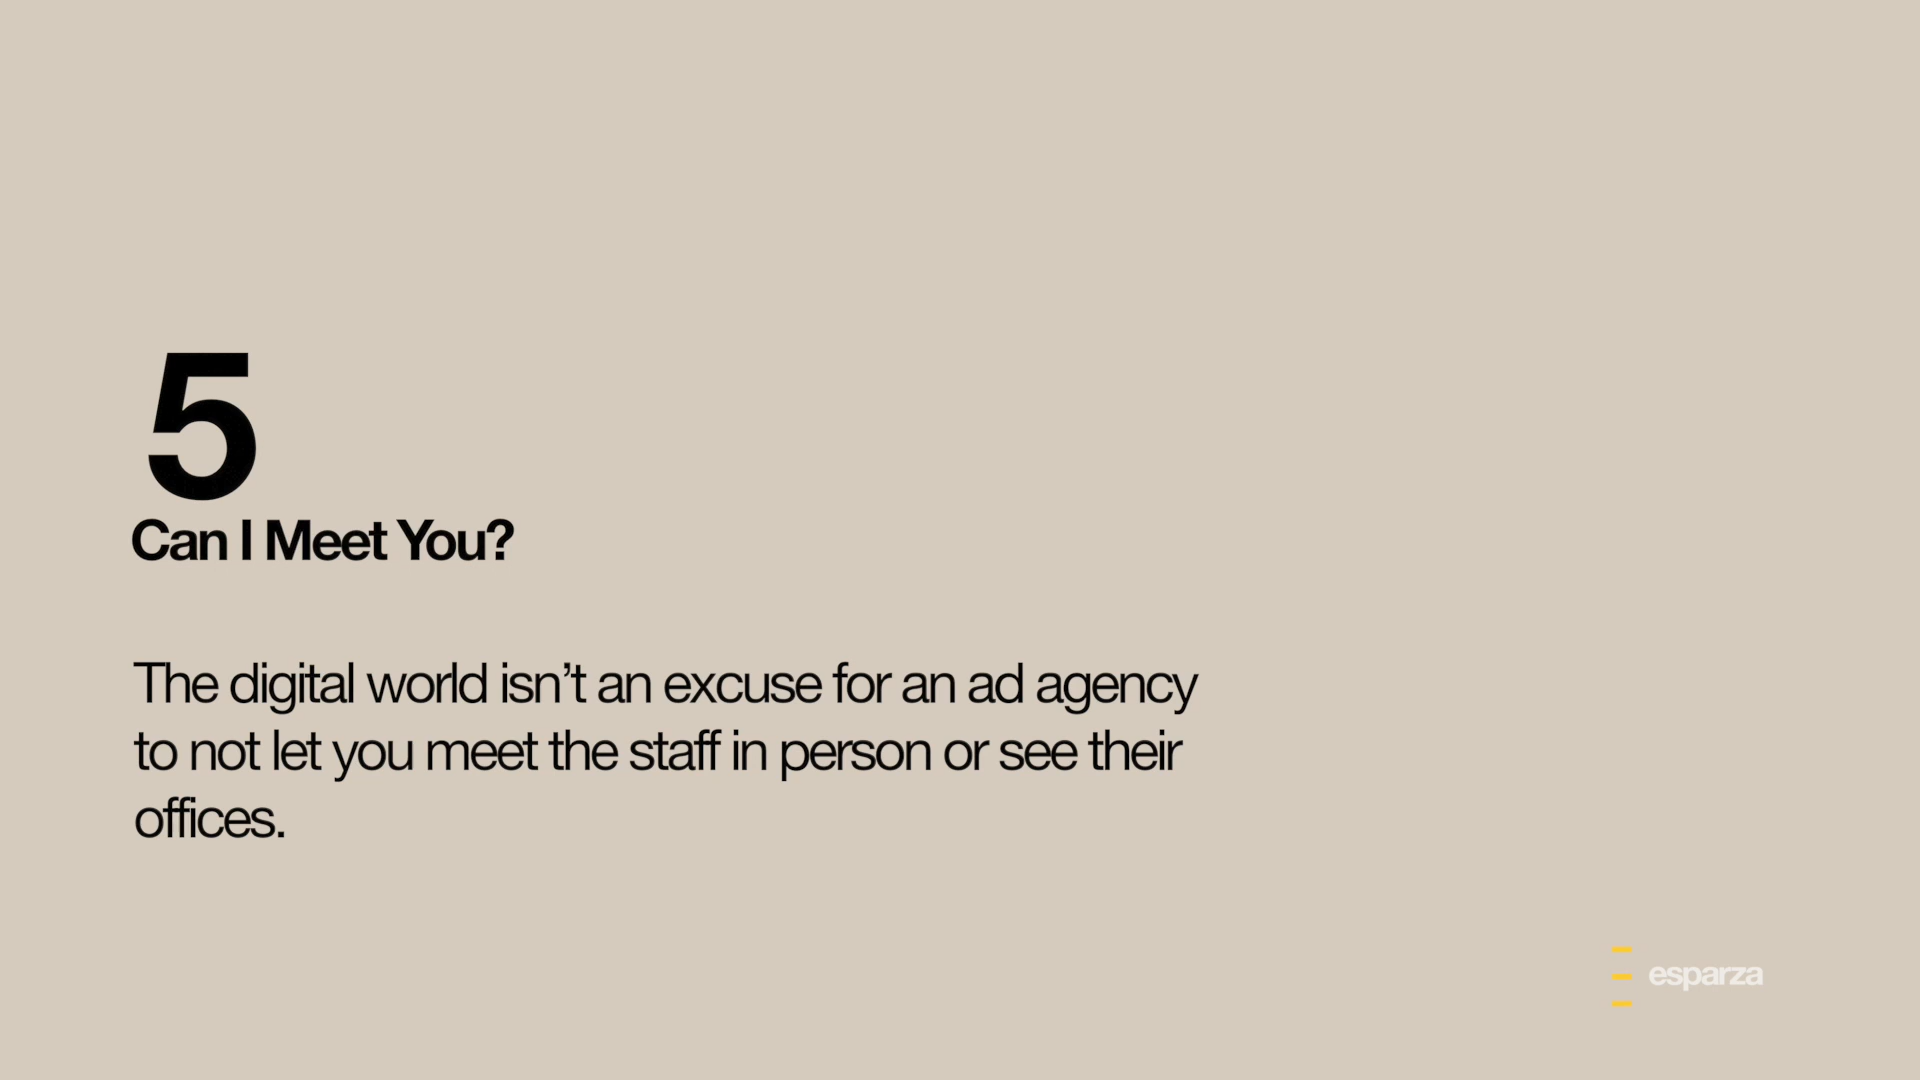 5
Can I Meet You?
The digital world isn’t an excuse for an ad agency
to not let you meet the staff in person or see their
offices.
esparza